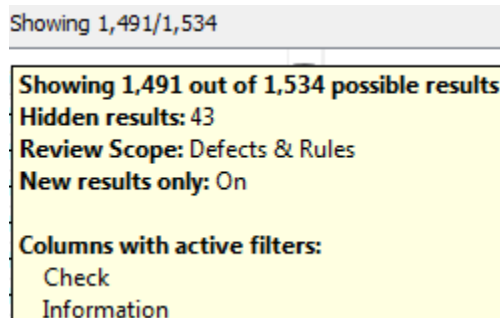 Showing 1,491/1,534
Showing 1,491 out of 1,534 possible results
Hidden results: 43
Review Scope: Defects & Rules
New results only: On
Columns with active filters:
Check
Information